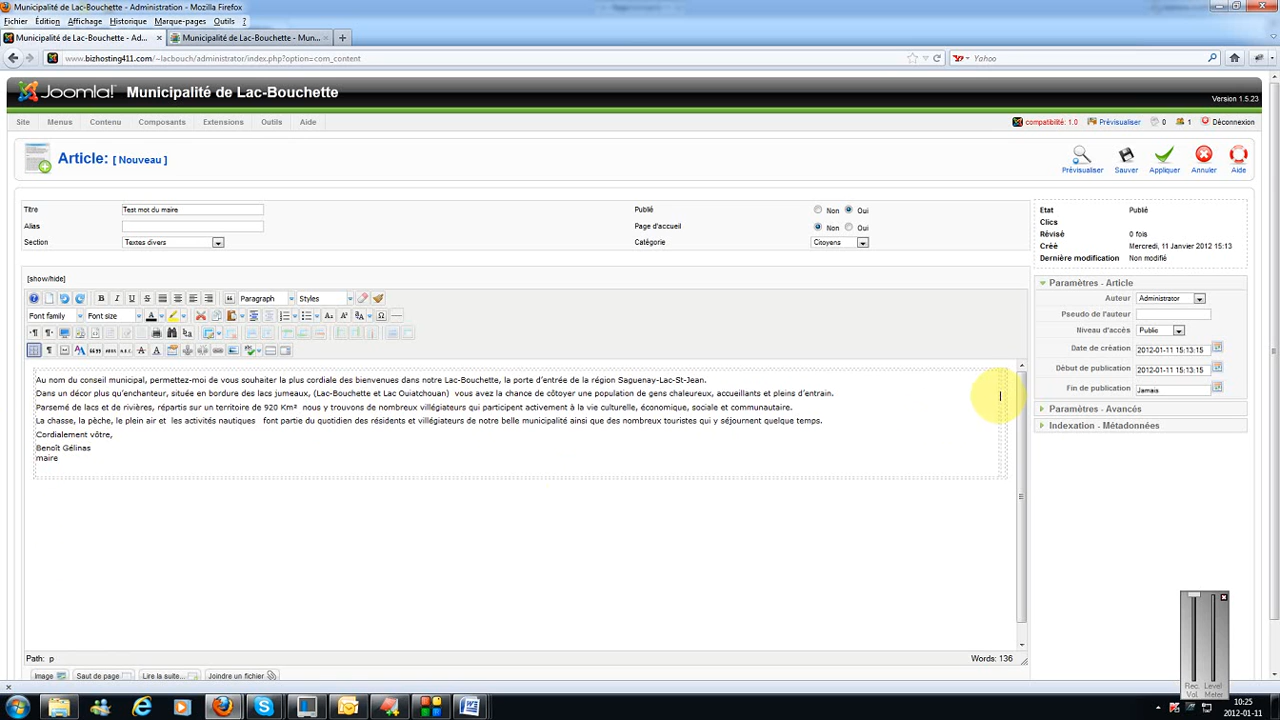 Municipalité de Lac-Bouchette - Administration - Mozilla Firefox
Fichier Édition Affichage Historique Marque-pages Outils ?
Municipalité de Lac-Bouchette - Ad... × Municipalité de Lac-Bouchette - Mun... × +
www.bizhosting411.com/~lacbouch/administrator/index.php?option=com_content
Yahoo
Joomla! Municipalité de Lac-Bouchette
Version 1.5.23
Site Menus Contenu Composants Extensions Outils Aide
compatibilité: 1.0 Prévisualiser 0 1 Déconnexion
Article: [ Nouveau ]
Prévisualiser Sauver Appliquer Annuler Aide
Titre Test mot du maire Publié Non Oui
Alias Page d'accueil Non Oui
Section Textes divers Catégorie Citoyens
Etat Publié
Clics
Révisé 0 fois
Créé Mercredi, 11 Janvier 2012 15:13
Dernière modification Non modifié
[show/hide]
Paragraph Styles
Font family Font size
Paramètres - Article
Auteur Administrator
Pseudo de l'auteur
Niveau d'accès Public
Date de création 2012-01-11 15:13:15
Début de publication 2012-01-11 15:13:15
Fin de publication Jamais
Paramètres - Avancés
Indexation - Métadonnées
Au nom du conseil municipal, permettez-moi de vous souhaiter la plus cordiale des bienvenues dans notre Lac-Bouchette, la porte d'entrée de la région Saguenay-Lac-St-Jean.
Dans un décor plus qu'enchanteur, située en bordure des lacs jumeaux, (Lac-Bouchette et Lac Ouiatchouan) vous avez la chance de côtoyer une population de gens chaleureux, accueillants et pleins d'entrain.
Parsemé de lacs et de rivières, répartis sur un territoire de 920 Km² nous y trouvons de nombreux villégiateurs qui participent activement à la vie culturelle, économique, sociale et communautaire.
La chasse, la pèche, le plein air et les activités nautiques font partie du quotidien des résidents et villégiateurs de notre belle municipalité ainsi que des nombreux touristes qui y séjournent quelque temps.
Cordialement vôtre,
Benoît Gélinas
maire
Path: p Words: 136
Image Saut de page Lire la suite... Joindre un fichier
Rec. Vol Level Meter
10:25
2012-01-11